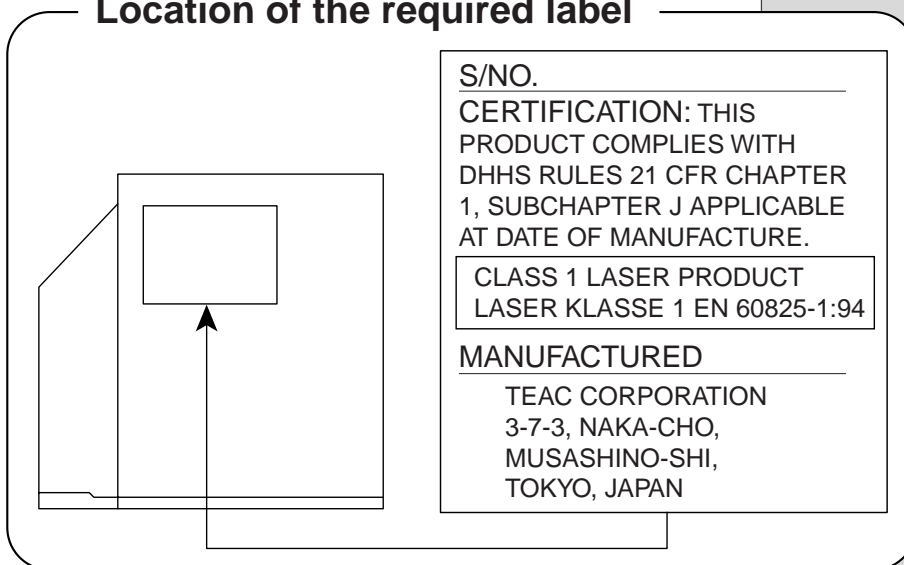 Location of the required label
S/NO.
CERTIFICATION: THIS
PRODUCT COMPLIES WITH
DHHS RULES 21 CFR CHAPTER
1, SUBCHAPTER J APPLICABLE
AT DATE OF MANUFACTURE.
CLASS 1 LASER PRODUCT
LASER KLASSE 1 EN 60825-1:94
MANUFACTURED
TEAC CORPORATION
3-7-3, NAKA-CHO,
MUSASHINO-SHI,
TOKYO, JAPAN